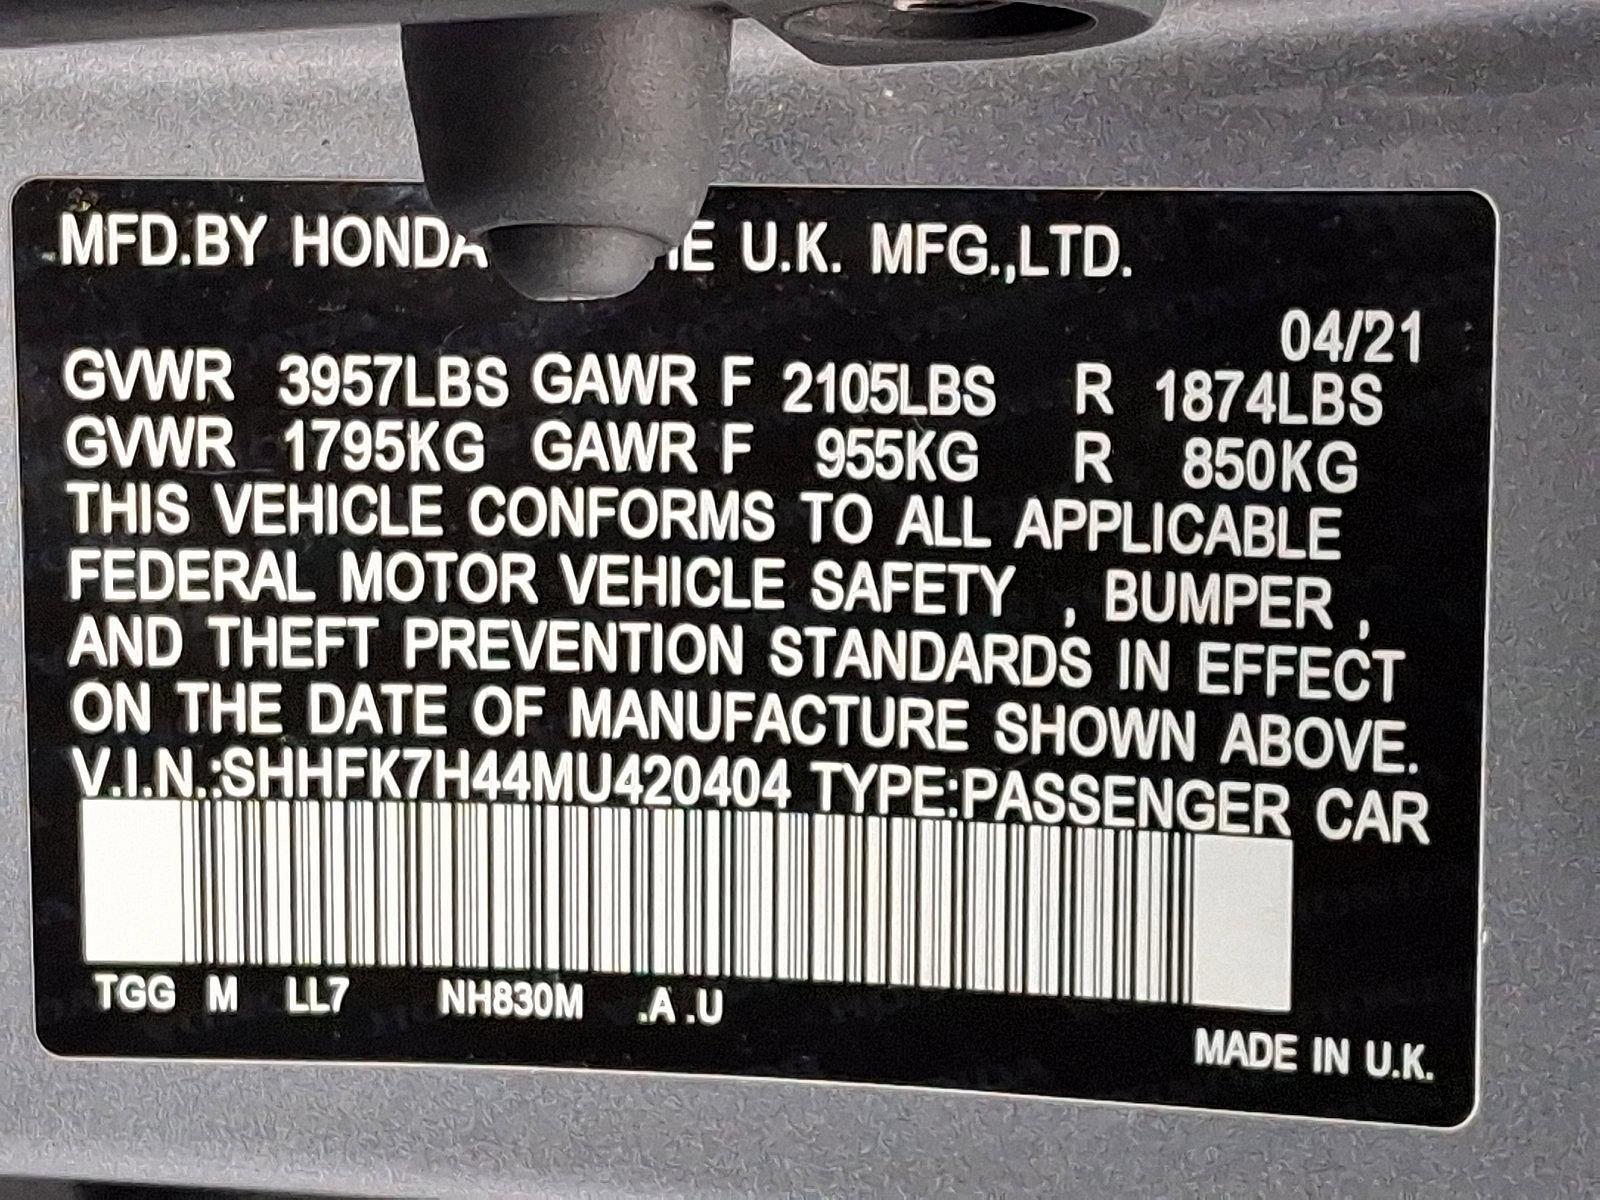 MFD.BY HONDA U.K. MFG.,LTD.
04/21
GVWR 3957LBS GAWR F 2105LBS R 1874LBS
GVWR 1795KG GAWR F 955KG R 850KG
THIS VEHICLE CONFORMS TO ALL APPLICABLE
FEDERAL MOTOR VEHICLE SAFETY , BUMPER ,
AND THEFT PREVENTION STANDARDS IN EFFECT
ON THE DATE OF MANUFACTURE SHOWN ABOVE.
V.I.N.:SHHFK7H44MU420404 TYPE:PASSENGER CAR
TGG M LL7 NH830M .A .U
MADE IN U.K.